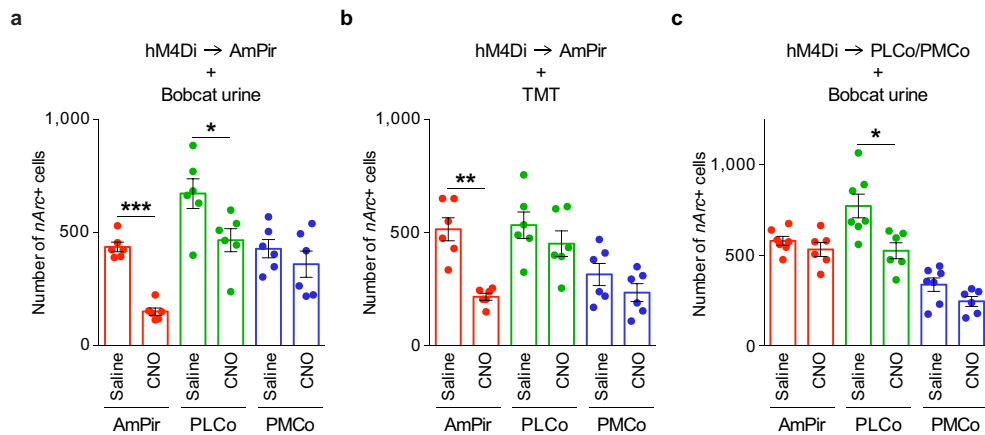 a
hM4Di → AmPir
+
Bobcat urine
Number of nArc+ cells
1,000
500
0
***
*
Saline
CNO
Saline
CNO
Saline
CNO
AmPir
PLCo
PMCo
b
hM4Di → AmPir
+
TMT
Number of nArc+ cells
1,000
500
0
**
Saline
CNO
Saline
CNO
Saline
CNO
AmPir
PLCo
PMCo
c
hM4Di → PLCo/PMCo
+
Bobcat urine
Number of nArc+ cells
1,000
500
0
*
Saline
CNO
Saline
CNO
Saline
CNO
AmPir
PLCo
PMCo